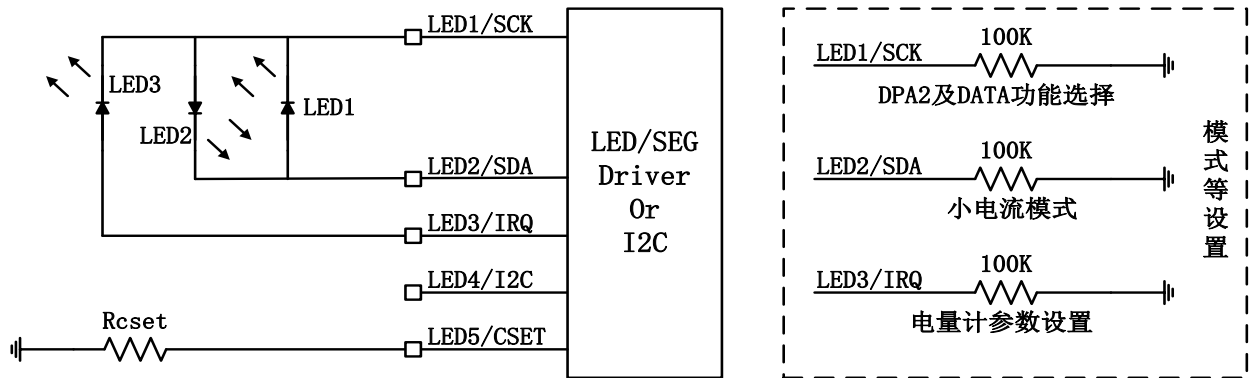 LED1/SCK
LED3
LED2
LED1
LED2/SDA
LED3/IRQ
LED4/I2C
Rcset
LED5/CSET
LED/SEG
Driver
Or
I2C
LED1/SCK
100K
DPA2及DATA功能选择
LED2/SDA
100K
小电流模式
LED3/IRQ
100K
电量计参数设置
模式等设置